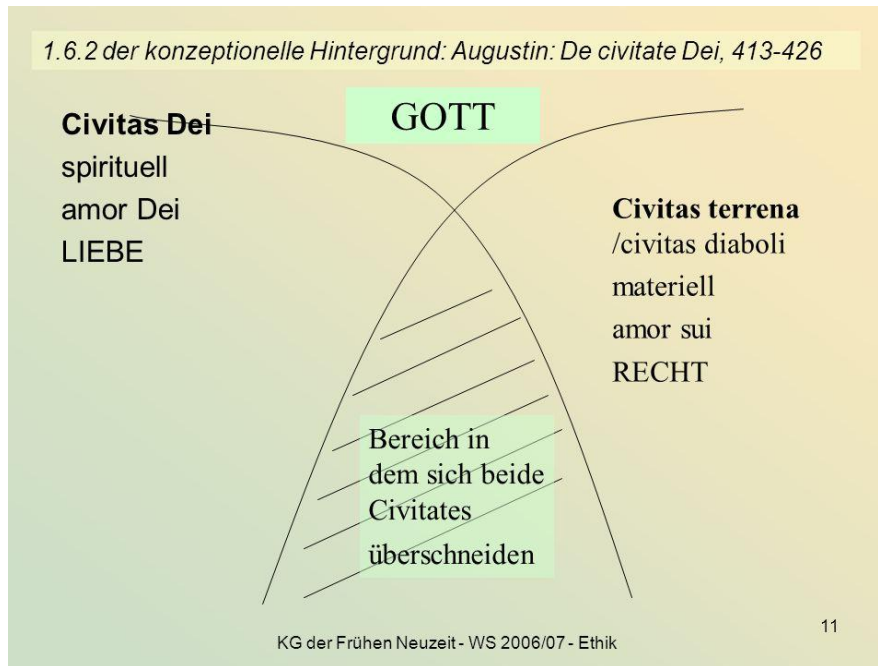 1.6.2 der konzeptionelle Hintergrund: Augustin: De civitate Dei, 413-426
GOTT
Civitas Dei
spirituell
amor Dei
LIEBE
Civitas terrena
/civitas diaboli
materiell
amor sui
RECHT
Bereich in
dem sich beide
Civitates
überschneiden
KG der Frühen Neuzeit - WS 2006/07 - Ethik
11